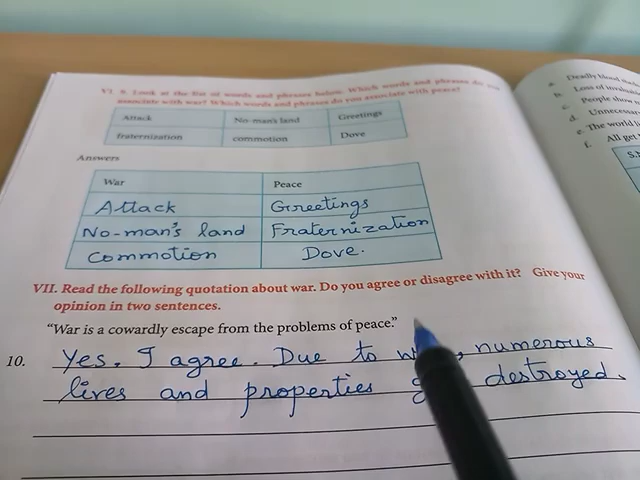 VI. 9. Look at the list of words and phrases below. Which words and phrases do you
associate with war? Which words and phrases do you associate with peace?
Attack No-man's land Greetings
fraternization commotion Dove
Answers
War Peace
Attack Greetings
No-man's land Fraternization
Commotion Dove.
VII. Read the following quotation about war. Do you agree or disagree with it? Give your
opinion in two sentences.
"War is a cowardly escape from the problems of peace."
10. Yes, I agree. Due to , numerous
lives and properties destroyed.
a. Deadly
b. Loss of
c. People show
d. Unnecessar
e. The world
f. All get
S.N